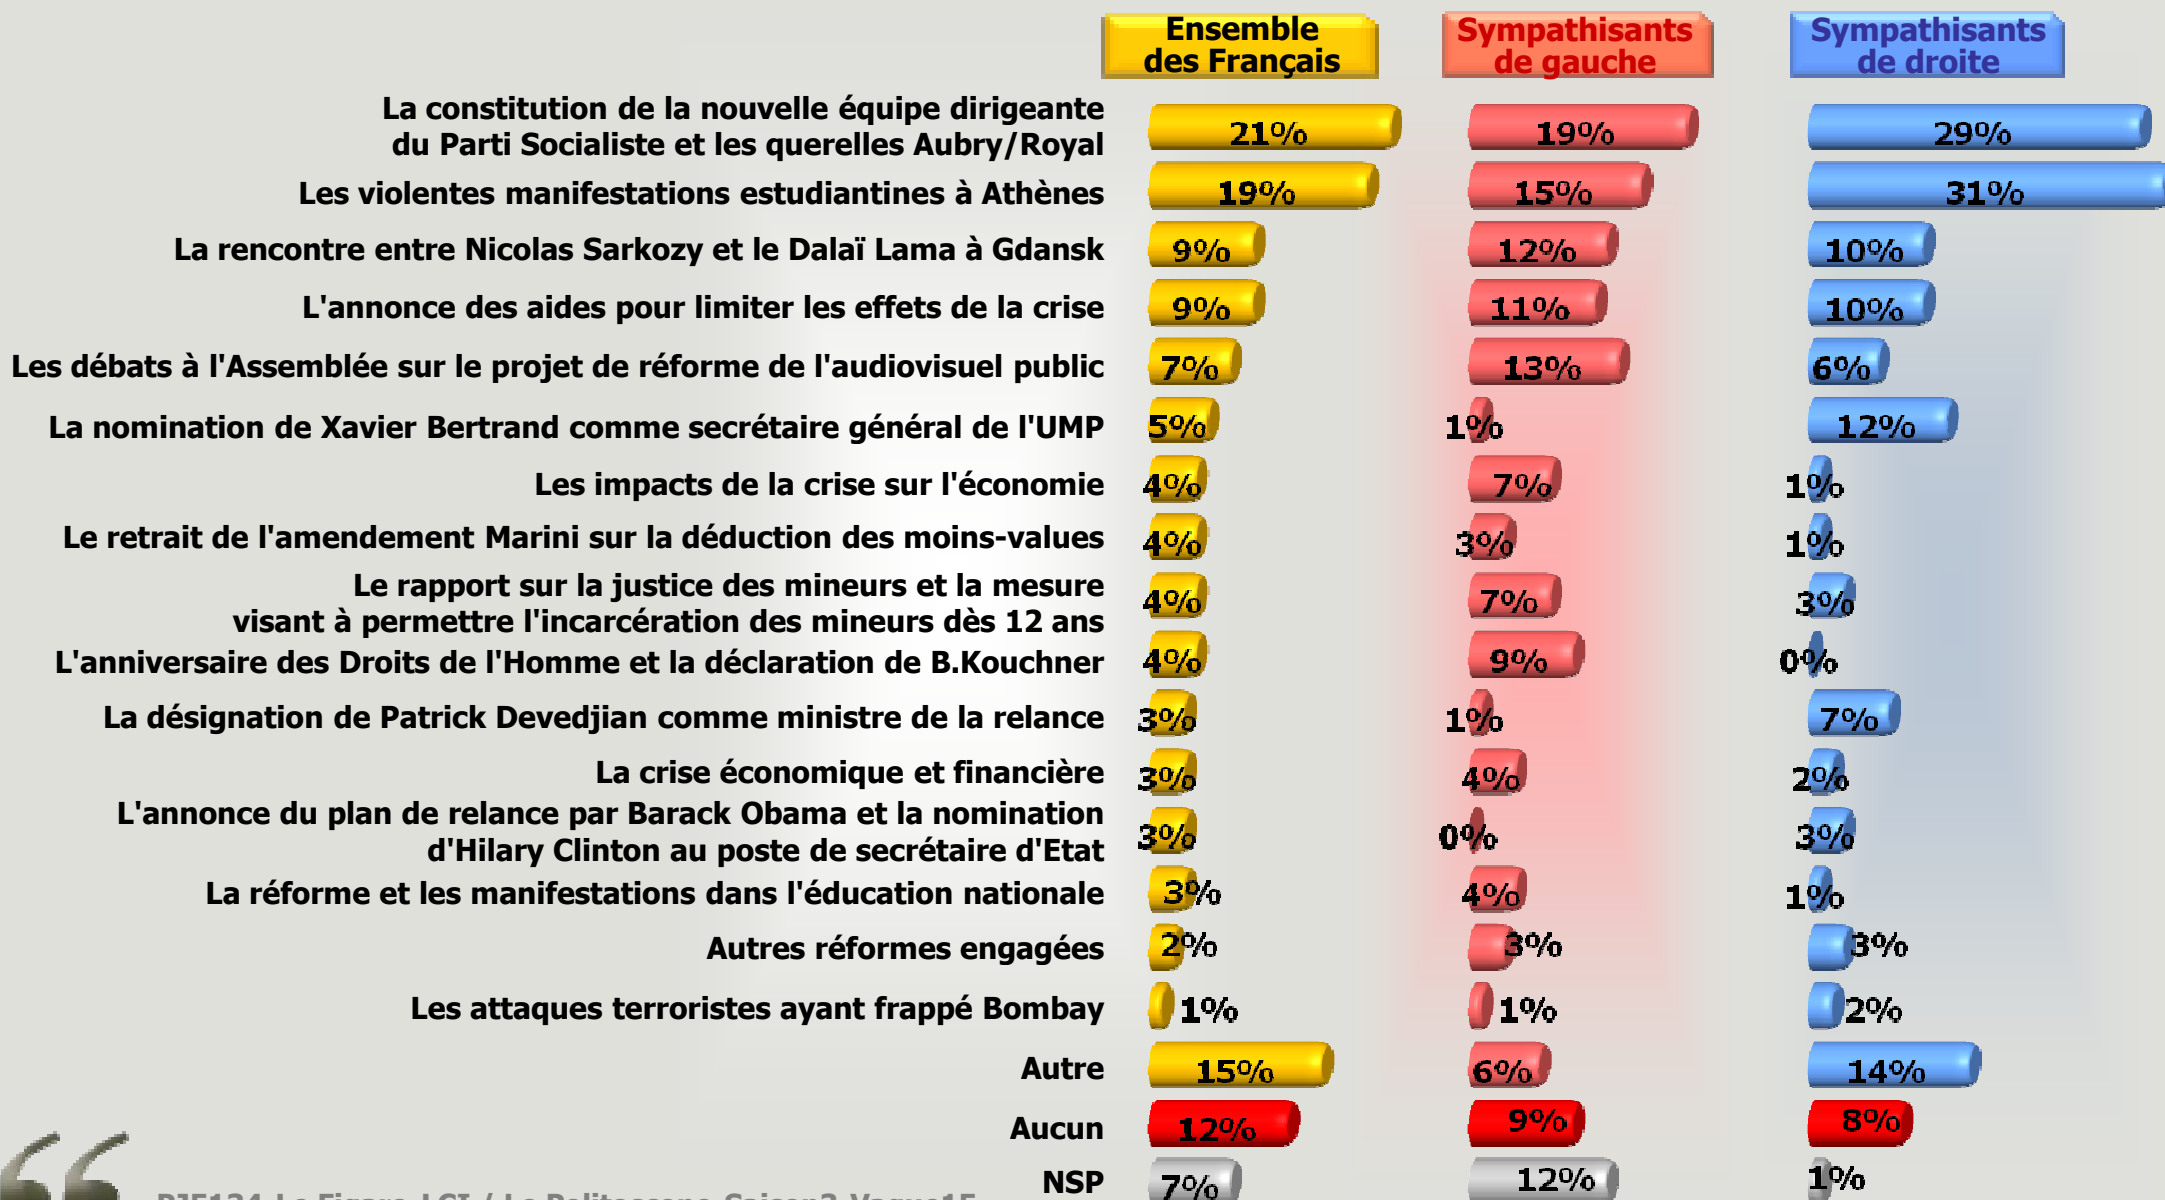 Ensemble
des Français
Sympathisants
de gauche
Sympathisants
de droite
La constitution de la nouvelle équipe dirigeante
du Parti Socialiste et les querelles Aubry/Royal
21% 19% 29%
Les violentes manifestations estudiantines à Athènes 19% 15% 31%
La rencontre entre Nicolas Sarkozy et le Dalaï Lama à Gdansk 9% 12% 10%
L'annonce des aides pour limiter les effets de la crise 9% 11% 10%
Les débats à l'Assemblée sur le projet de réforme de l'audiovisuel public 7% 13% 6%
La nomination de Xavier Bertrand comme secrétaire général de l'UMP 5% 1% 12%
Les impacts de la crise sur l'économie 4% 7% 1%
Le retrait de l'amendement Marini sur la déduction des moins-values 4% 3% 1%
Le rapport sur la justice des mineurs et la mesure
visant à permettre l'incarcération des mineurs dès 12 ans
4% 7% 3%
L'anniversaire des Droits de l'Homme et la déclaration de B.Kouchner 4% 9% 0%
La désignation de Patrick Devedjian comme ministre de la relance 3% 1% 7%
La crise économique et financière 3% 4% 2%
L'annonce du plan de relance par Barack Obama et la nomination
d'Hilary Clinton au poste de secrétaire d'Etat
3% 0% 3%
La réforme et les manifestations dans l'éducation nationale 3% 4% 1%
Autres réformes engagées 2% 3% 3%
Les attaques terroristes ayant frappé Bombay 1% 1% 2%
Autre 15% 6% 14%
Aucun 12% 9% 8%
NSP 7% 12% 1%